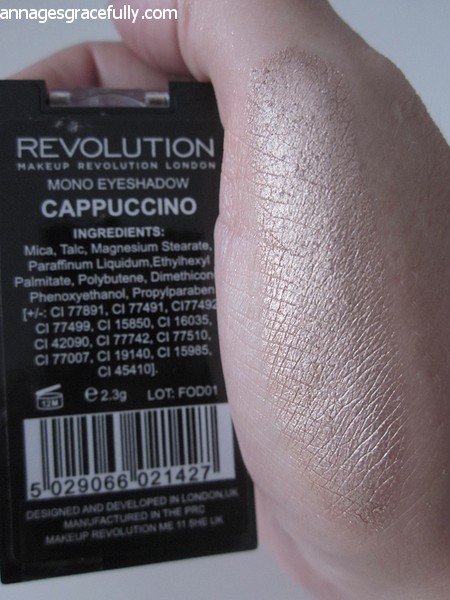 annagesgracefully.com
REVOLUTION
MAKEUP REVOLUTION LONDON
MONO EYESHADOW
CAPPUCCINO
INGREDIENTS:
Mica, Talc, Magnesium Stearate,
Paraffinum Liquidum,Ethylhexyl
Palmitate, Polybutene, Dimethicon
Phenoxyethanol, Propylparaben
[+/-: CI 77891, CI 77491, CI77492
CI 77499, CI 15850, CI 16035,
CI 42090, CI 77742, CI 77510,
CI 77007, CI 19140, CI 15985,
CI 45410].
12M ℮ 2.3g LOT: FOD01
5 029066 021427
DESIGNED AND DEVELOPED IN LONDON,UK
MANUFACTURED IN THE PRC
MAKEUP REVOLUTION ME 11 5HE UK